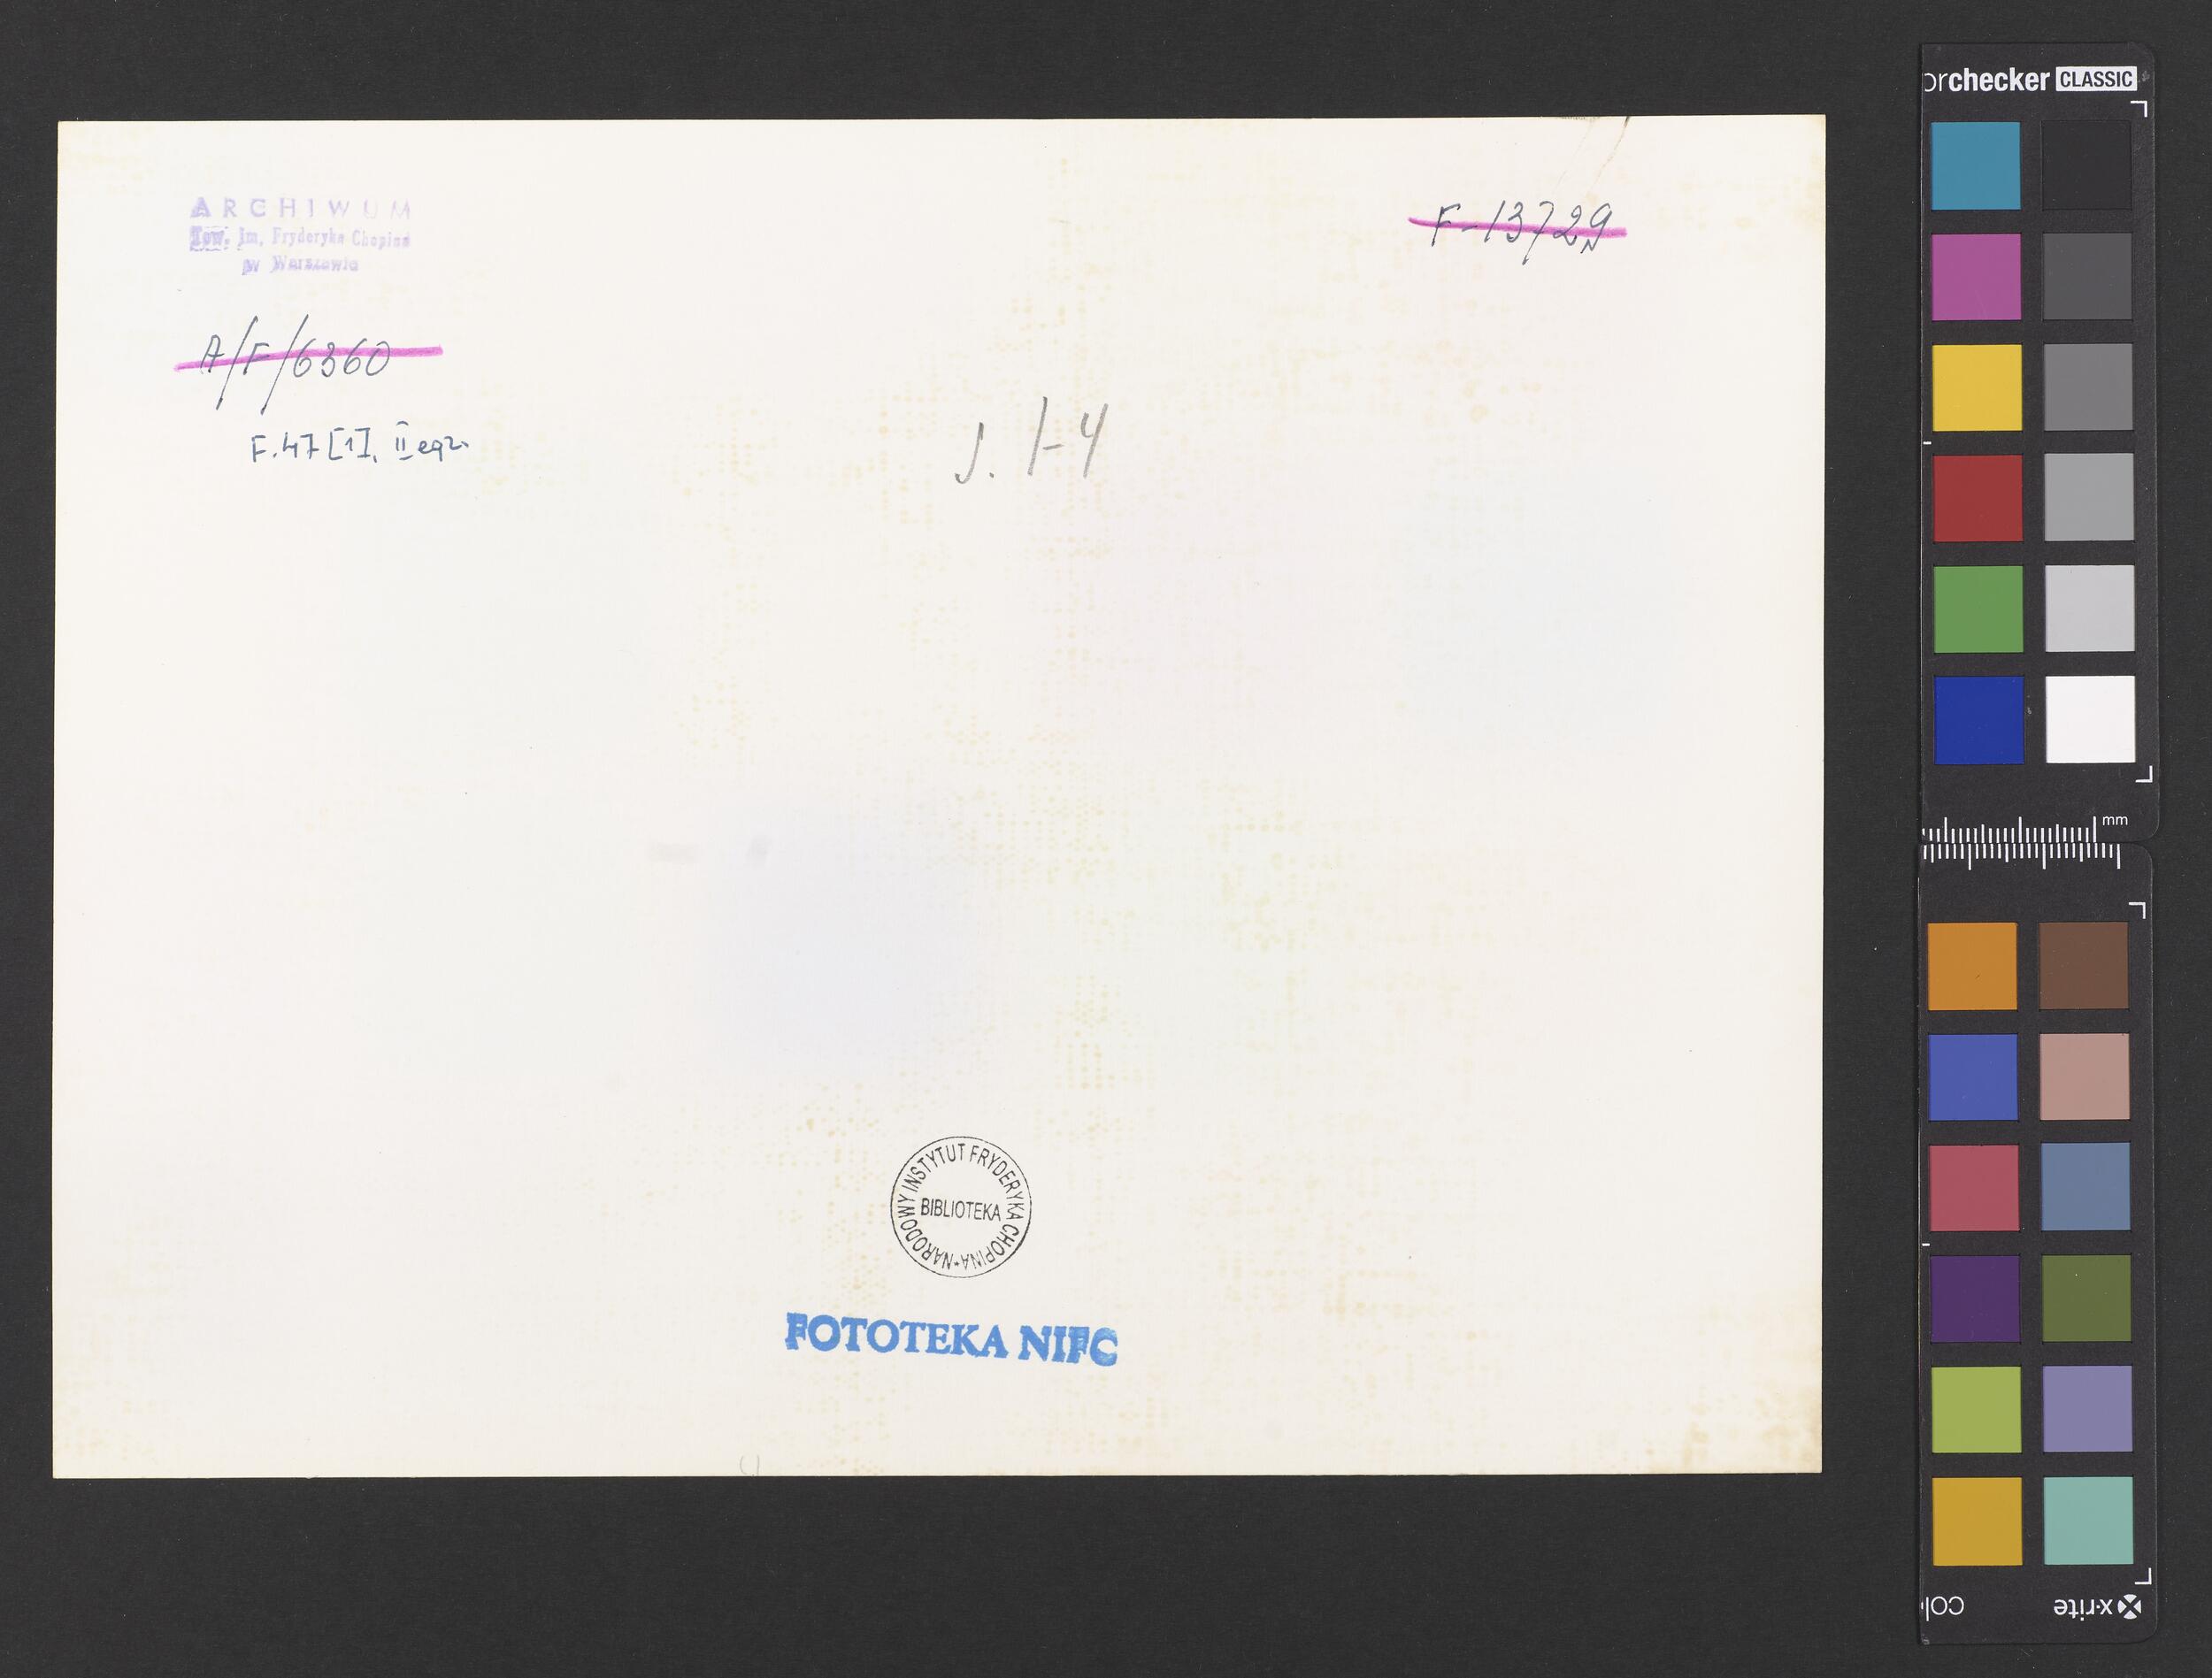 ARCHIWUM
Tow. Im. Fryderyka Chopina
w Warszawie
F-13729
A/F/6360
F.47 [1], II egz.
J. 1-4
NARODOWY INSTYTUT FRYDERYKA CHOPINA
BIBLIOTEKA
FOTOTEKA NIFC
orchecker CLASSIC
mm
col
x-rite